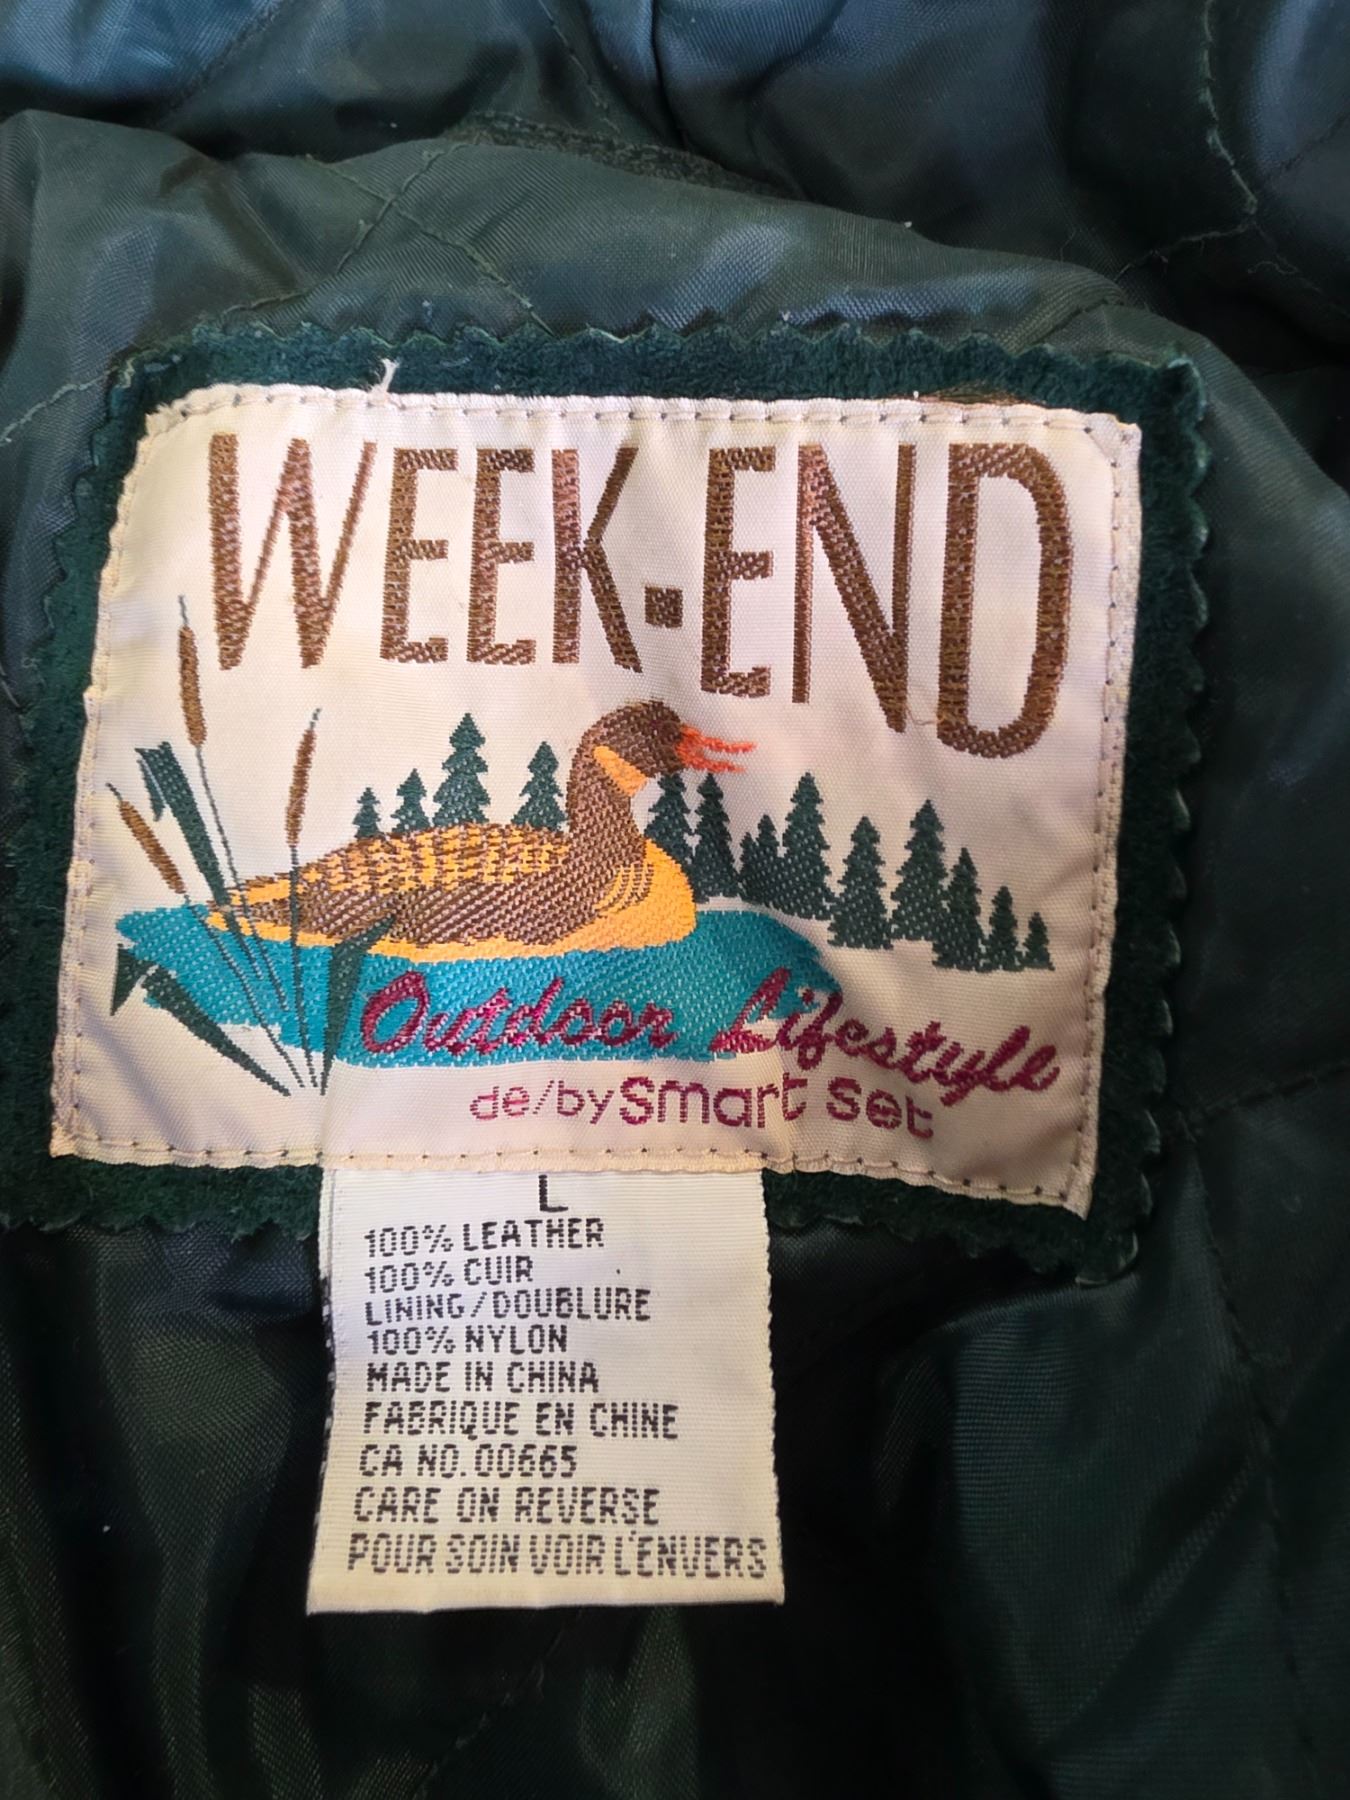 WEEK-END
Outdoor Lifestyle
de/by smart set
L
100% LEATHER
100% CUIR
LINING/DOUBLURE
100% NYLON
MADE IN CHINA
FABRIQUE EN CHINE
CA NO. 00665
CARE ON REVERSE
POUR SOIN VOIR L'ENVERS